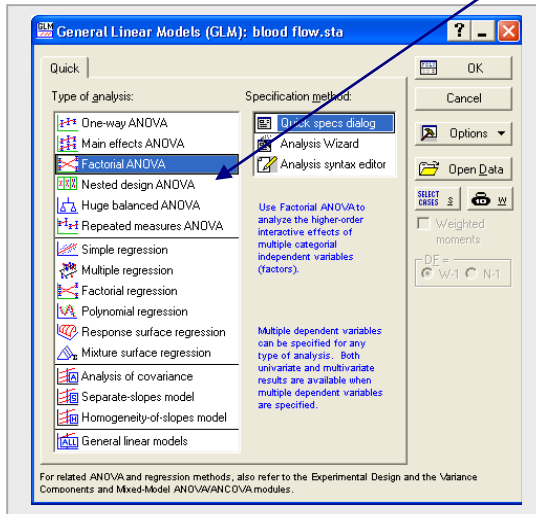 GLM General Linear Models (GLM): blood flow.sta
Quick
Type of analysis:
One-way ANOVA
Main effects ANOVA
Factorial ANOVA
Nested design ANOVA
Huge balanced ANOVA
Repeated measures ANOVA
Simple regression
Multiple regression
Factorial regression
Polynomial regression
Response surface regression
Mixture surface regression
Analysis of covariance
Separate-slopes model
Homogeneity-of-slopes model
ALL General linear models
Specification method:
Quick specs dialog
Analysis Wizard
Analysis syntax editor
Use Factorial ANOVA to
analyze the higher-order
interactive effects of
multiple categorial
independent variables
(factors).
Multiple dependent variables
can be specified for any
type of analysis. Both
univariate and multivariate
results are available when
multiple dependent variables
are specified.
OK
Cancel
Options
Open Data
SELECT CASES S W
Weighted
moments
DF =
W-1 N-1
For related ANOVA and regression methods, also refer to the Experimental Design and the Variance
Components and Mixed-Model ANOVA/ANCOVA modules.